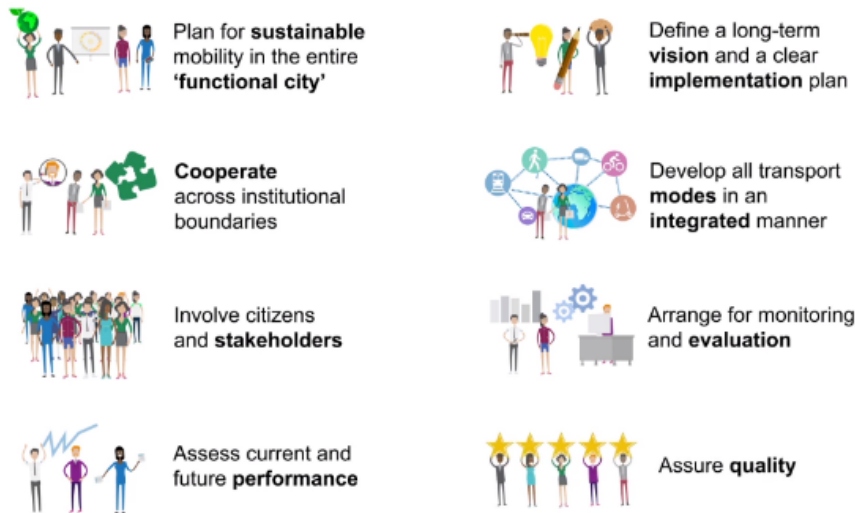 Plan for sustainable
mobility in the entire
‘functional city’
Cooperate
across institutional
boundaries
Involve citizens
and stakeholders
Assess current and
future performance
Define a long-term
vision and a clear
implementation plan
Develop all transport
modes in an
integrated manner
Arrange for monitoring
and evaluation
Assure quality